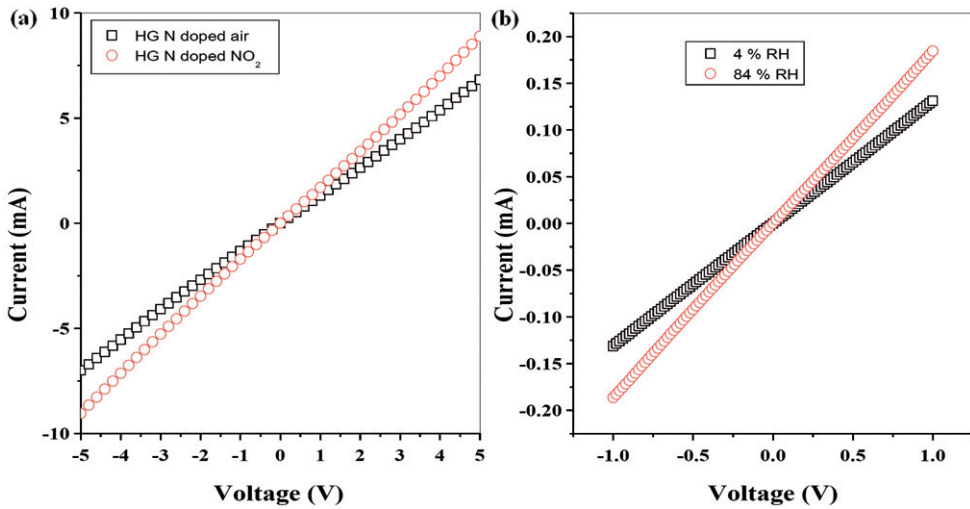 (a)
HG N doped air
HG N doped NO₂
10
5
0
-5
-10
-5 -4 -3 -2 -1 0 1 2 3 4 5
Current (mA)
Voltage (V)
(b)
4 % RH
84 % RH
0.20
0.15
0.10
0.05
0.00
-0.05
-0.10
-0.15
-0.20
-1.0 -0.5 0.0 0.5 1.0
Current (mA)
Voltage (V)